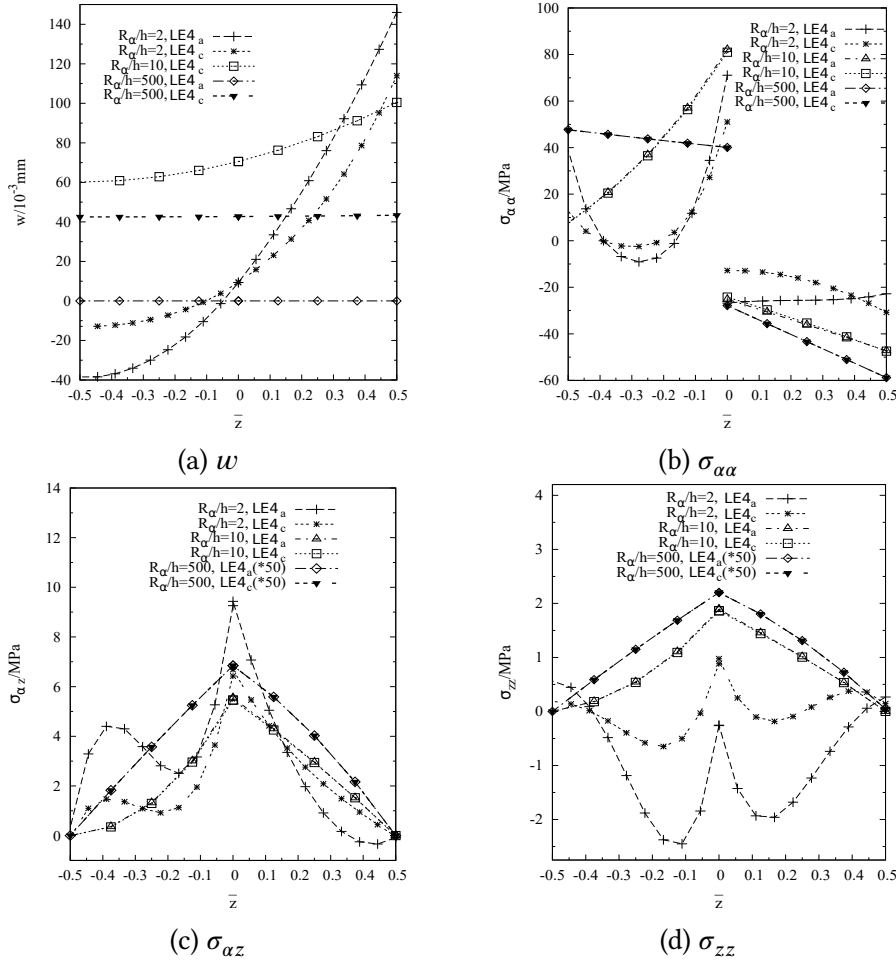 140
120
100
80
60
40
20
0
-20
-40
w/10⁻³mm
R_α/h=2, LE4_a
R_α/h=2, LE4_c
R_α/h=10, LE4_c
R_α/h=500, LE4_a
R_α/h=500, LE4_c
-0.5 -0.4 -0.3 -0.2 -0.1 0 0.1 0.2 0.3 0.4 0.5
z̅
(a) w
100
80
60
40
20
0
-20
-40
-60
σ_αα/MPa
R_α/h=2, LE4_a
R_α/h=2, LE4_c
R_α/h=10, LE4_a
R_α/h=10, LE4_c
R_α/h=500, LE4_a
R_α/h=500, LE4_c
-0.5 -0.4 -0.3 -0.2 -0.1 0 0.1 0.2 0.3 0.4 0.5
z̅
(b) σ_αα
14
12
10
8
6
4
2
0
σ_αz/MPa
R_α/h=2, LE4_a
R_α/h=2, LE4_c
R_α/h=10, LE4_a
R_α/h=10, LE4_c
R_α/h=500, LE4_a(*50)
R_α/h=500, LE4_c(*50)
-0.5 -0.4 -0.3 -0.2 -0.1 0 0.1 0.2 0.3 0.4 0.5
z̅
(c) σ_αz
4
3
2
1
0
-1
-2
σ_zz/MPa
R_α/h=2, LE4_a
R_α/h=2, LE4_c
R_α/h=10, LE4_a
R_α/h=10, LE4_c
R_α/h=500, LE4_a(*50)
R_α/h=500, LE4_c(*50)
-0.5 -0.4 -0.3 -0.2 -0.1 0 0.1 0.2 0.3 0.4 0.5
z̅
(d) σ_zz